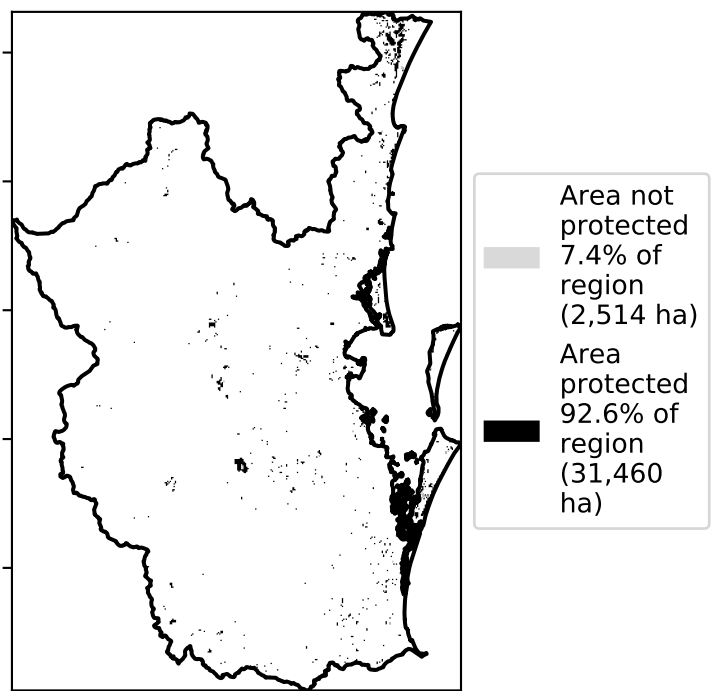 Area not
protected
7.4% of
region
(2,514 ha)
Area
protected
92.6% of
region
(31,460
ha)